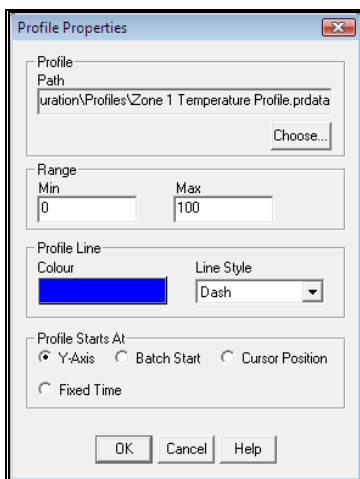 Profile Properties
Profile
Path
uration\Profiles\Zone 1 Temperature Profile.prdata
Choose...
Range
Min Max
0 100
Profile Line
Colour Line Style
Dash
Profile Starts At
Y-Axis Batch Start Cursor Position
Fixed Time
OK Cancel Help